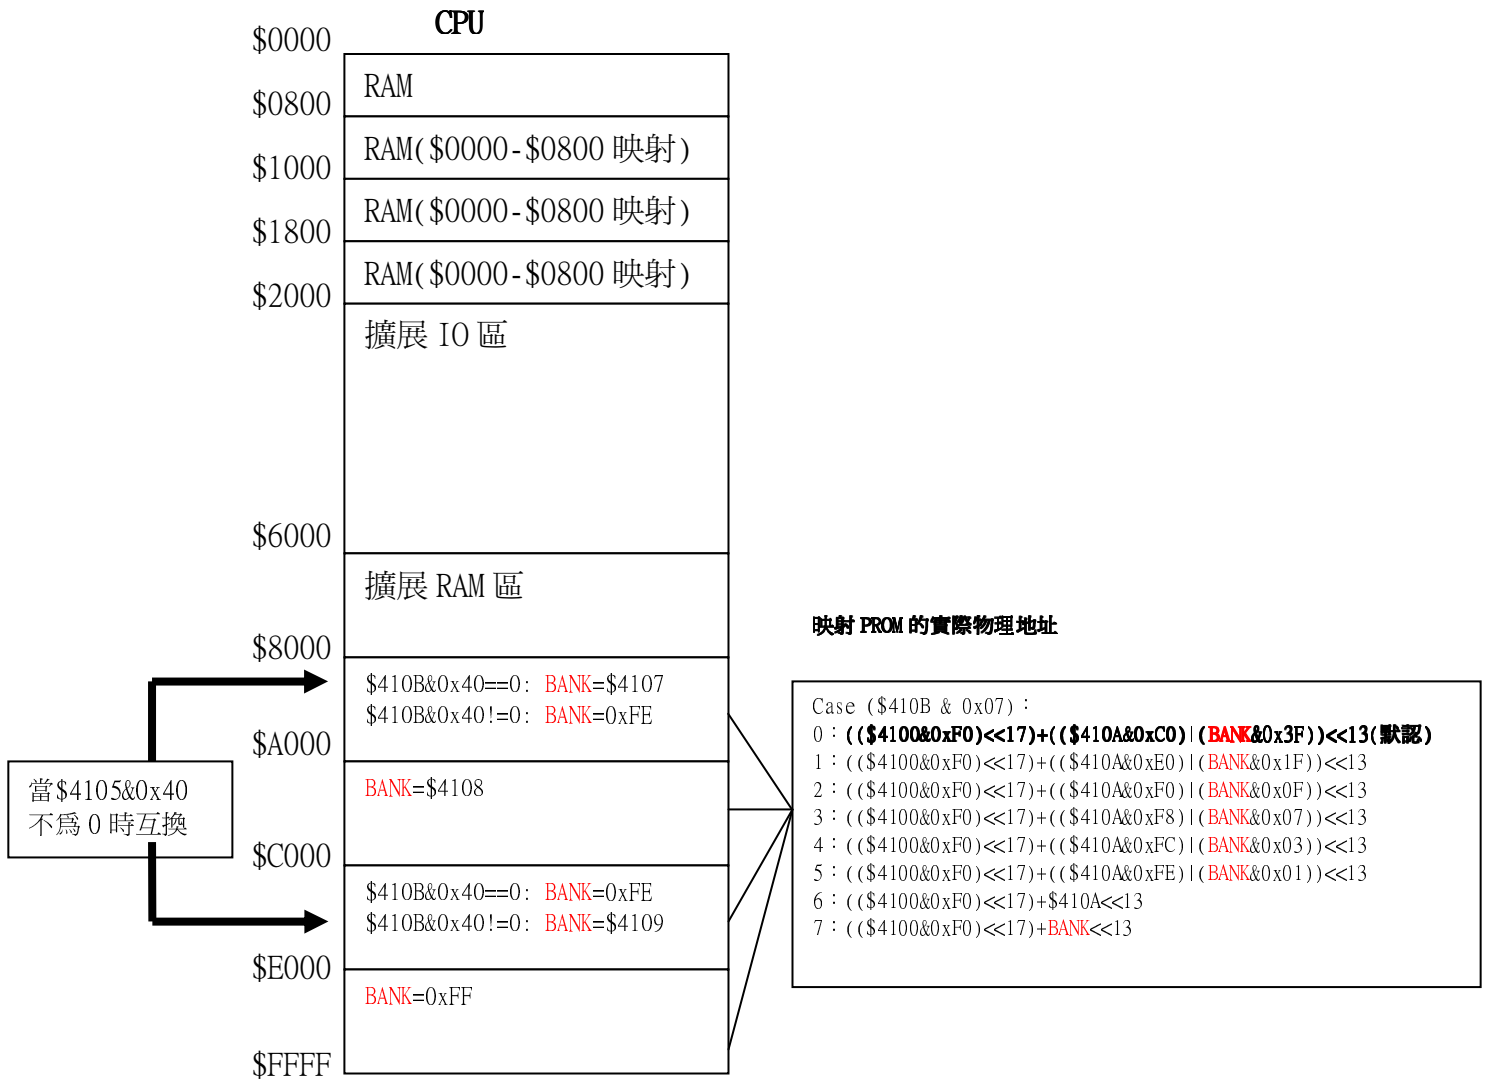 CPU
$0000
RAM
$0800
RAM($0000-$0800 映射)
$1000
RAM($0000-$0800 映射)
$1800
RAM($0000-$0800 映射)
$2000
擴展 IO 區
$6000
擴展 RAM 區
$8000
$410B&0x40==0: BANK=$4107
$410B&0x40!=0: BANK=0xFE
$A000
BANK=$4108
當$4105&0x40
不爲 0 時互換
$C000
$410B&0x40==0: BANK=0xFE
$410B&0x40!=0: BANK=$4109
$E000
BANK=0xFF
$FFFF
映射 PROM 的實際物理地址
Case ($410B & 0x07) :
0 : (($4100&0xF0)<<17)+(($410A&0xC0)|(BANK&0x3F))<<13(默認)
1 : (($4100&0xF0)<<17)+(($410A&0xE0)|(BANK&0x1F))<<13
2 : (($4100&0xF0)<<17)+(($410A&0xF0)|(BANK&0x0F))<<13
3 : (($4100&0xF0)<<17)+(($410A&0xF8)|(BANK&0x07))<<13
4 : (($4100&0xF0)<<17)+(($410A&0xFC)|(BANK&0x03))<<13
5 : (($4100&0xF0)<<17)+(($410A&0xFE)|(BANK&0x01))<<13
6 : (($4100&0xF0)<<17)+$410A<<13
7 : (($4100&0xF0)<<17)+BANK<<13